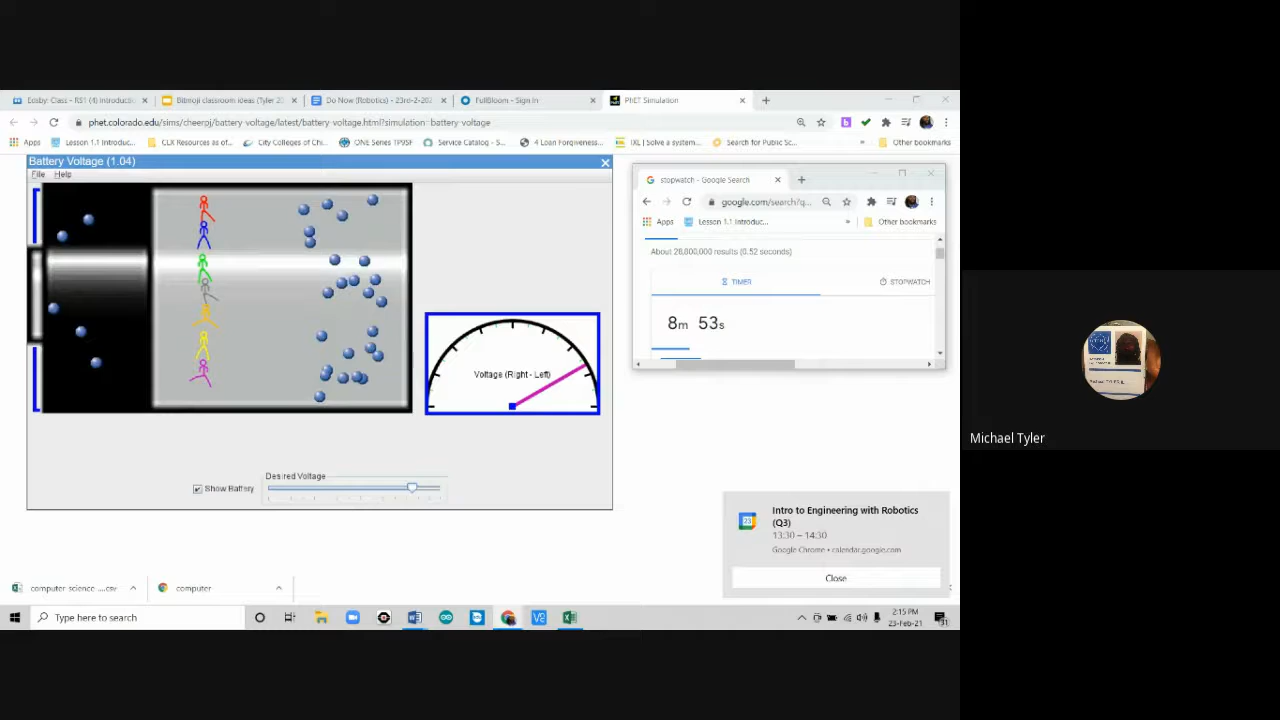 Edsby: Class - RS1 (4) Introductio
Bitmoji classroom ideas (Tyler 20
Do Now (Robotics) - 23rd-2-202
FullBloom - Sign In
PhET Simulation
phet.colorado.edu/sims/cheerpj/battery-voltage/latest/battery-voltage.html?simulation=battery-voltage
Apps
Lesson 1.1 Introduc...
CLR Resources as of...
City Colleges of Chi...
ONE Series TP9SF
Service Catalog - S...
4 Loan Forgiveness...
IXL | Solve a system...
Search for Public Sc...
»
Other bookmarks
Battery Voltage (1.04)
File Help
Voltage (Right - Left)
Show Battery
Desired Voltage
stopwatch - Google Search
google.com/search?q...
Apps
Lesson 1.1 Introduc...
»
Other bookmarks
About 28,800,000 results (0.52 seconds)
TIMER
STOPWATCH
8m 53s
Michael Tyler
Intro to Engineering with Robotics
(Q3)
13:30 – 14:30
Google Chrome • calendar.google.com
Close
computer science ....csv
computer
Type here to search
2:15 PM
23-Feb-21